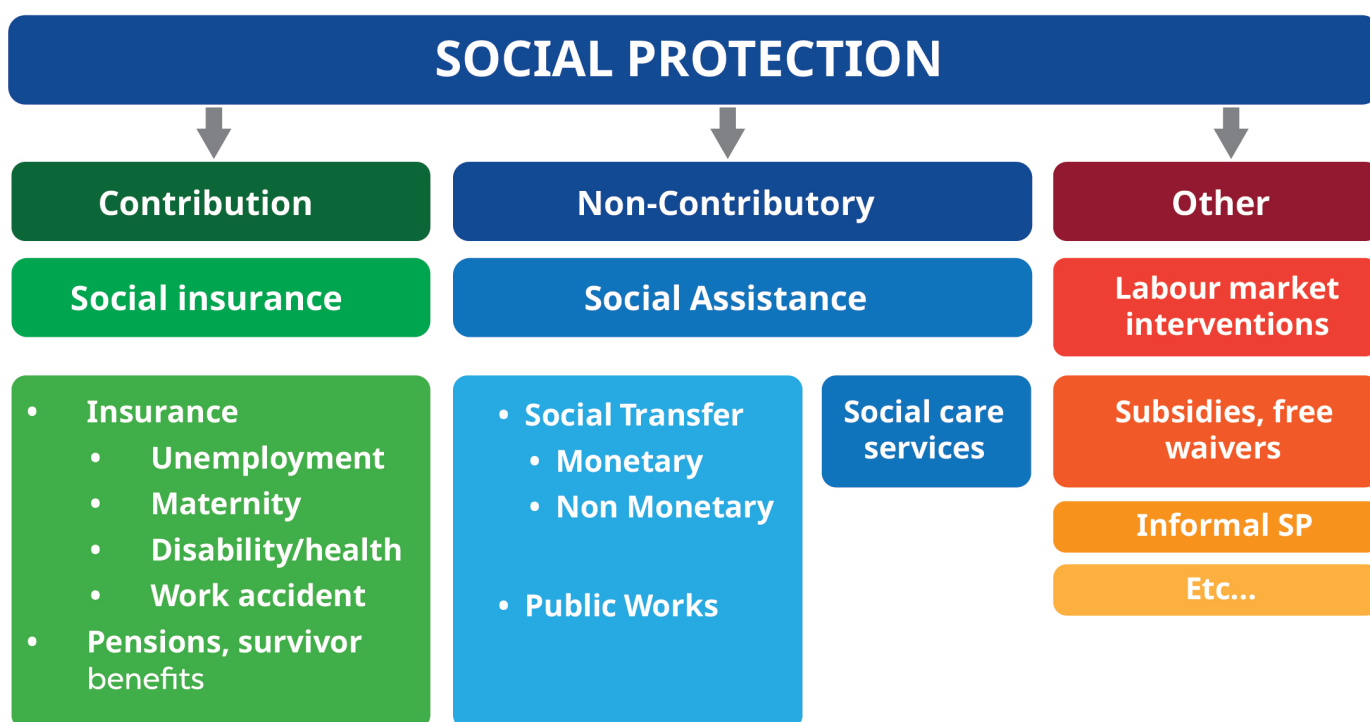 SOCIAL PROTECTION
Contribution
Social insurance
• Insurance
• Unemployment
• Maternity
• Disability/health
• Work accident
• Pensions, survivor
benefits
Non-Contributory
Social Assistance
• Social Transfer
• Monetary
• Non Monetary
• Public Works
Social care
services
Other
Labour market
interventions
Subsidies, free
waivers
Informal SP
Etc...